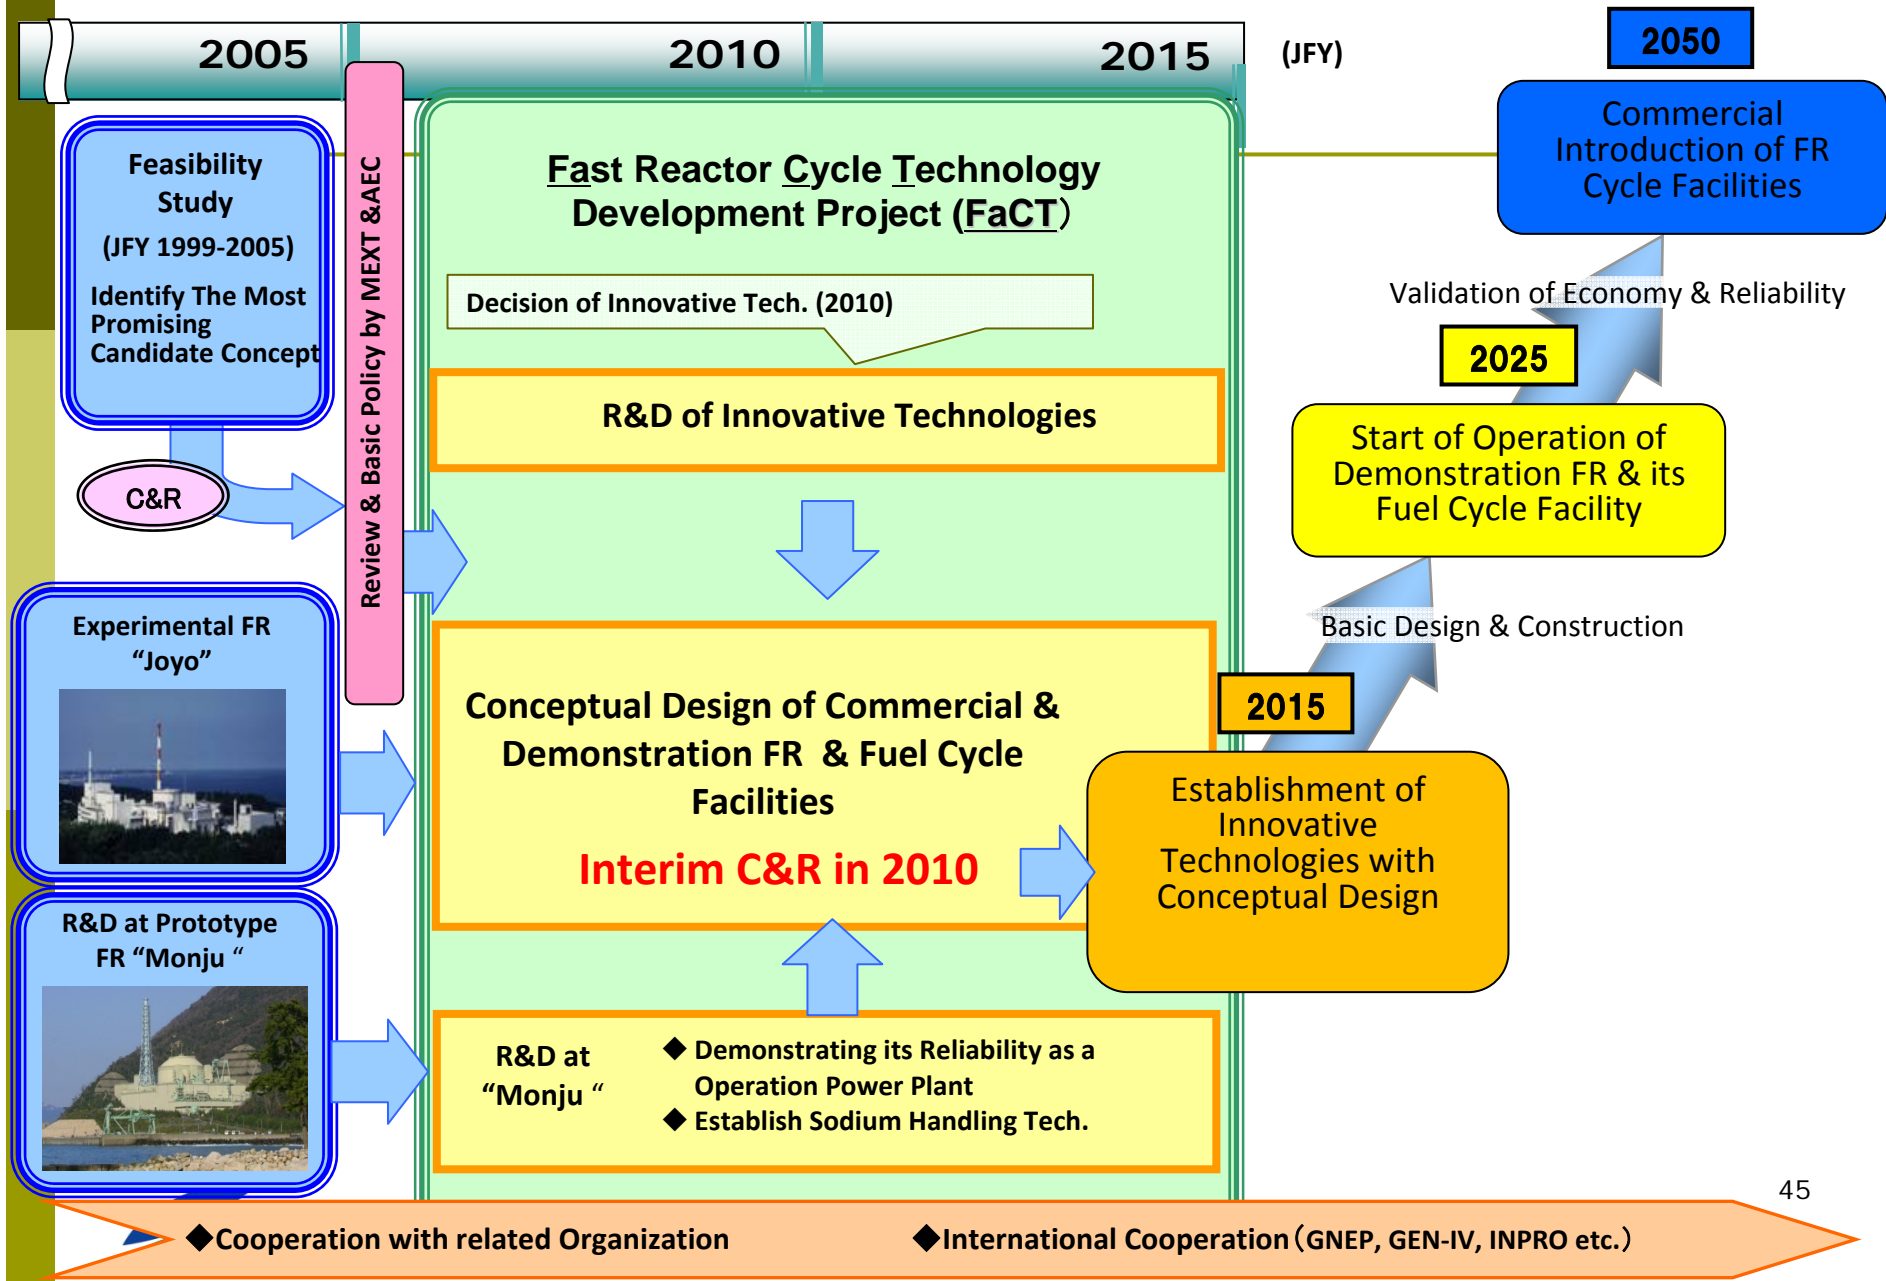 2005
2010
2015
(JFY)
2050
Feasibility
Study
(JFY 1999-2005)
Identify The Most
Promising
Candidate Concept
C&R
Review & Basic Policy by MEXT &AEC
Fast Reactor Cycle Technology
Development Project (FaCT)
Decision of Innovative Tech. (2010)
R&D of Innovative Technologies
Commercial
Introduction of FR
Cycle Facilities
Validation of Economy & Reliability
2025
Start of Operation of
Demonstration FR & its
Fuel Cycle Facility
Basic Design & Construction
Experimental FR
“Joyo”
Conceptual Design of Commercial &
Demonstration FR & Fuel Cycle
Facilities
Interim C&R in 2010
2015
Establishment of
Innovative
Technologies with
Conceptual Design
R&D at Prototype
FR “Monju “
R&D at
“Monju “
◆ Demonstrating its Reliability as a
Operation Power Plant
◆ Establish Sodium Handling Tech.
45
◆Cooperation with related Organization
◆International Cooperation（GNEP, GEN-IV, INPRO etc.）